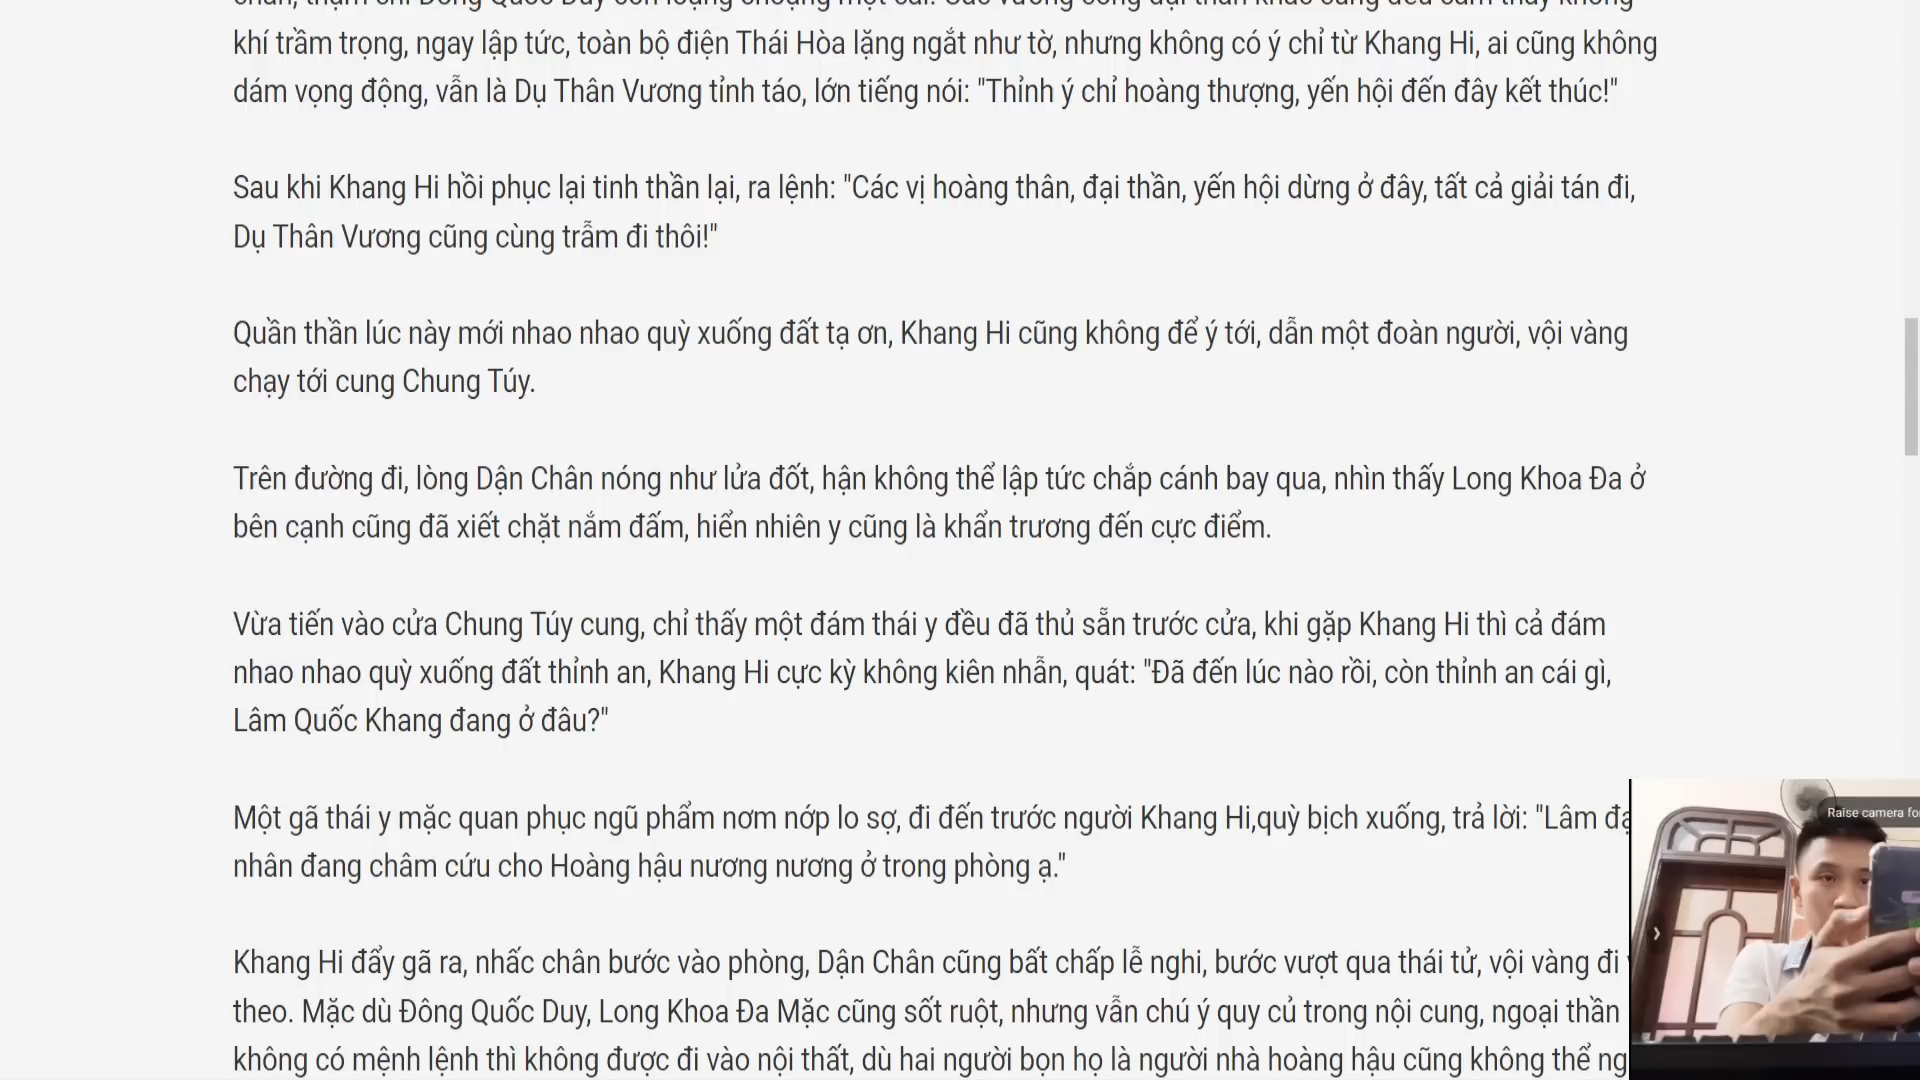 khí trầm trọng, ngay lập tức, toàn bộ điện Thái Hòa lặng ngắt như tờ, nhưng không có ý chỉ từ Khang Hi, ai cũng không
dám vọng động, vẫn là Dụ Thân Vương tỉnh táo, lớn tiếng nói: "Thỉnh ý chỉ hoàng thượng, yến hội đến đây kết thúc!"
Sau khi Khang Hi hồi phục lại tinh thần lại, ra lệnh: "Các vị hoàng thân, đại thần, yến hội dừng ở đây, tất cả giải tán đi,
Dụ Thân Vương cũng cùng trẫm đi thôi!"
Quần thần lúc này mới nhao nhao quỳ xuống đất tạ ơn, Khang Hi cũng không để ý tới, dẫn một đoàn người, vội vàng
chạy tới cung Chung Túy.
Trên đường đi, lòng Dận Chân nóng như lửa đốt, hận không thể lập tức chắp cánh bay qua, nhìn thấy Long Khoa Đa ở
bên cạnh cũng đã xiết chặt nắm đấm, hiển nhiên y cũng là khẩn trương đến cực điểm.
Vừa tiến vào cửa Chung Túy cung, chỉ thấy một đám thái y đều đã thủ sẵn trước cửa, khi gặp Khang Hi thì cả đám
nhao nhao quỳ xuống đất thỉnh an, Khang Hi cực kỳ không kiên nhẫn, quát: "Đã đến lúc nào rồi, còn thỉnh an cái gì,
Lâm Quốc Khang đang ở đâu?"
Một gã thái y mặc quan phục ngũ phẩm nơm nớp lo sợ, đi đến trước người Khang Hi,quỳ bịch xuống, trả lời: "Lâm
nhân đang châm cứu cho Hoàng hậu nương nương ở trong phòng ạ."
Khang Hi đẩy gã ra, nhấc chân bước vào phòng, Dận Chân cũng bất chấp lễ nghi, bước vượt qua thái tử, vội vàng đi
theo. Mặc dù Đông Quốc Duy, Long Khoa Đa Mặc cũng sốt ruột, nhưng vẫn chú ý quy củ trong nội cung, ngoại thần
không có mệnh lệnh thì không được đi vào nội thất, dù hai người bọn họ là người nhà hoàng hậu cũng không thể
Raise camera